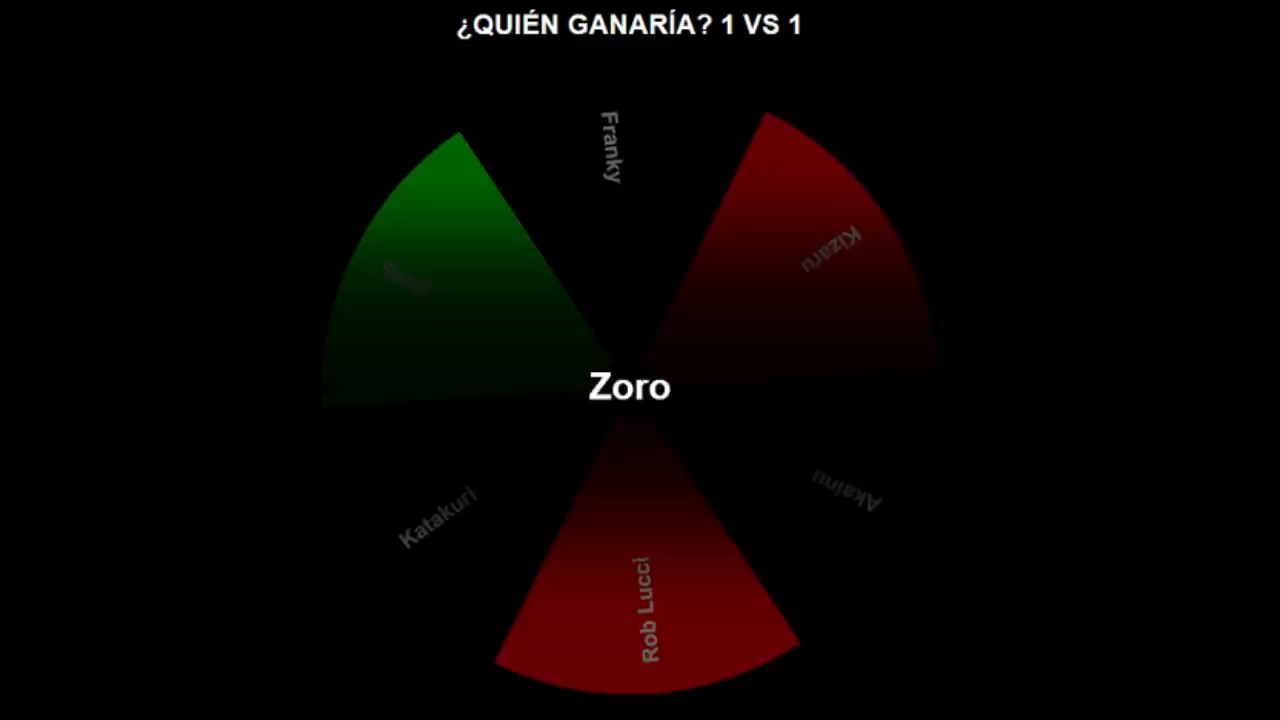 ¿QUIÉN GANARÍA? 1 VS 1
Franky
Kizaru
Zoro
Katakuri
Akainu
Rob Lucci